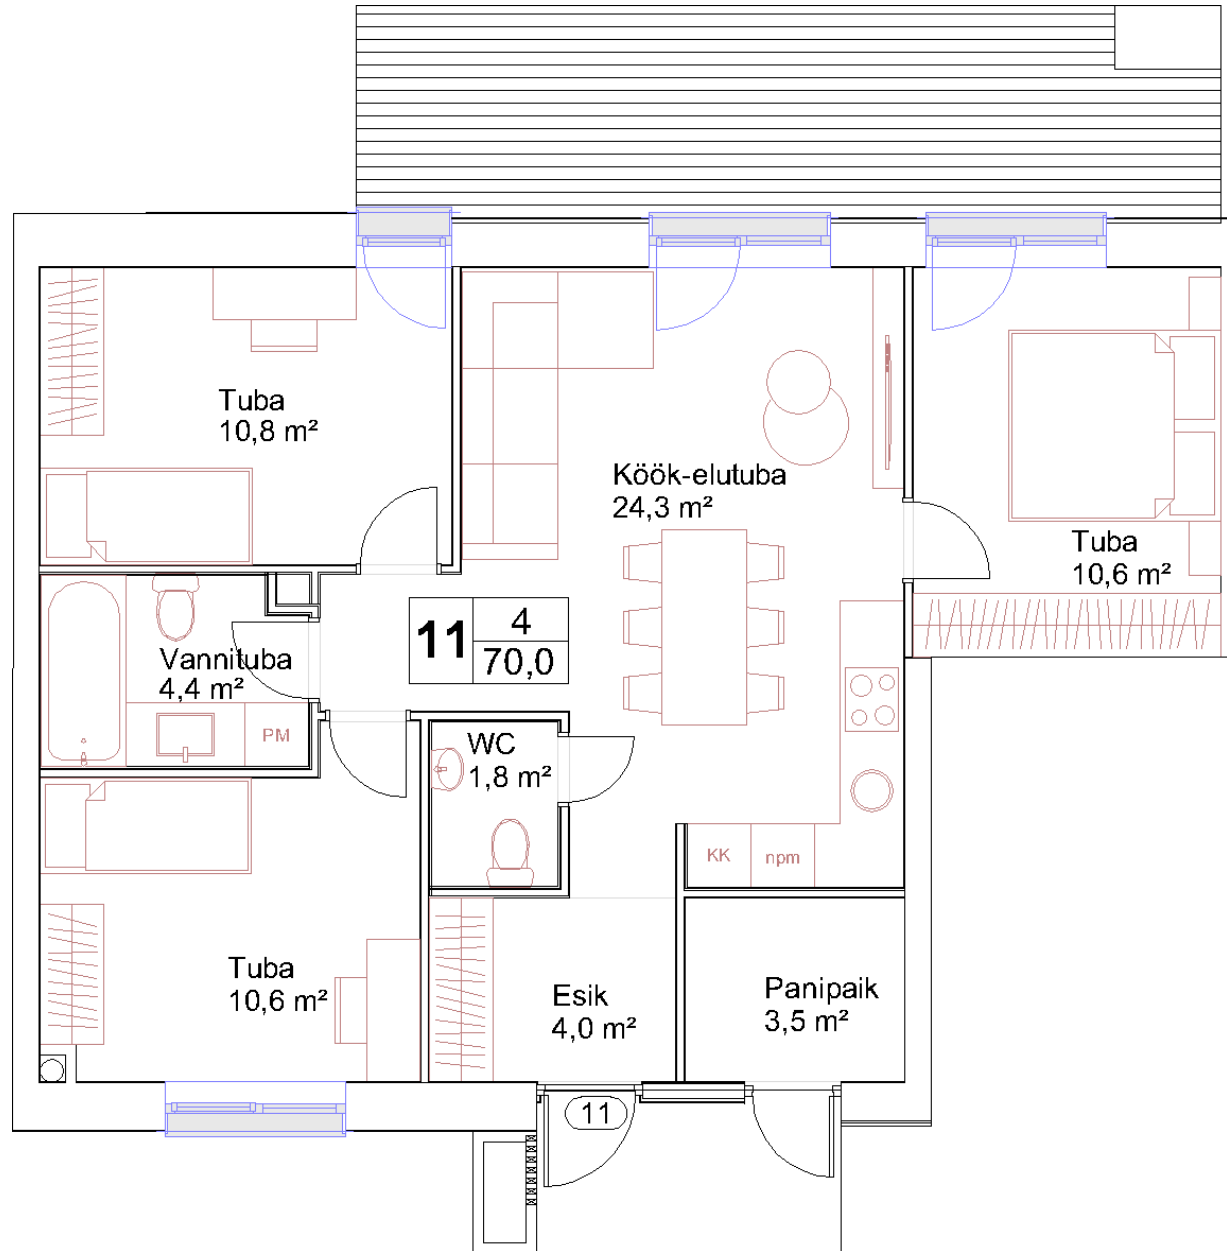 Tuba
10,8 m²
Köök-elutuba
24,3 m²
Tuba
10,6 m²
11
4
70,0
Vannituba
4,4 m²
PM
WC
1,8 m²
KK
npm
Tuba
10,6 m²
Esik
4,0 m²
Panipaik
3,5 m²
11